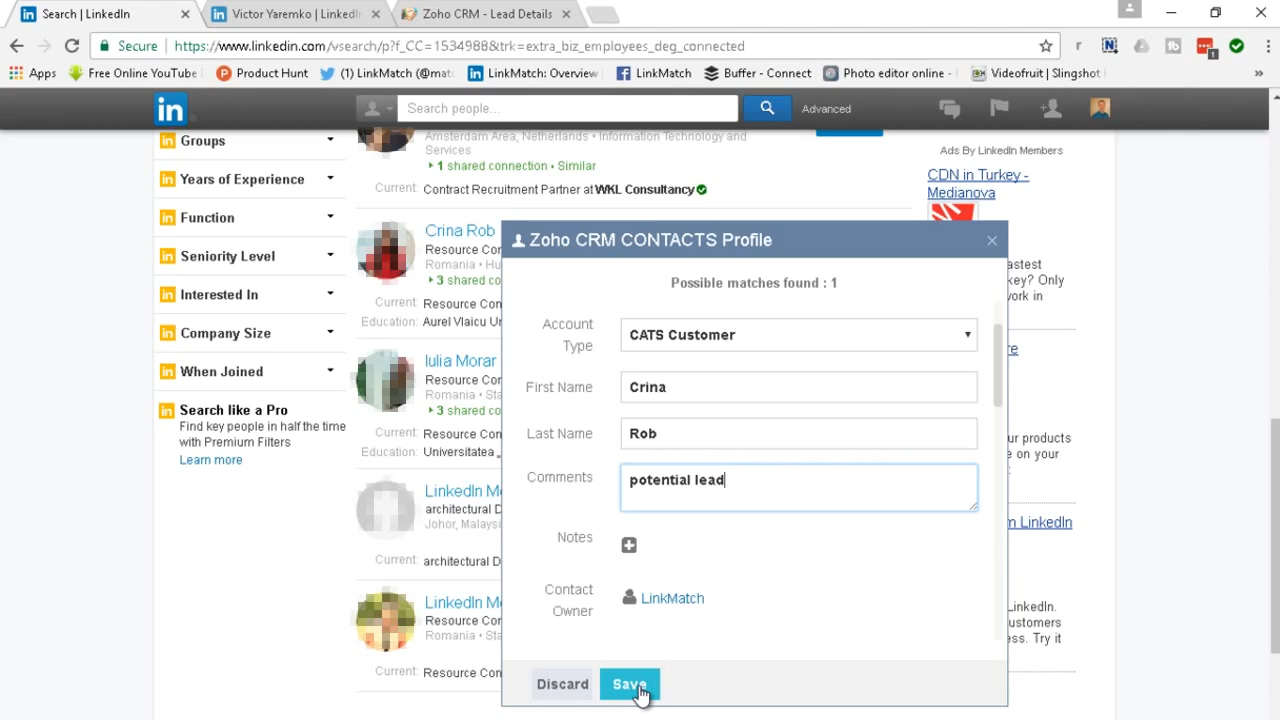 Search | LinkedIn
Victor Yaremko | LinkedIn
Zoho CRM - Lead Details
Secure
https://www.linkedin.com/vsearch/p?f_CC=1534988&trk=extra_biz_employees_deg_connected
Apps
Free Online YouTube
Product Hunt
(1) LinkMatch (@mat
LinkMatch: Overview
LinkMatch
Buffer - Connect
Photo editor online -
Videofruit | Slingshot
»
in
Search people...
Advanced
Groups
Years of Experience
Function
Seniority Level
Interested In
Company Size
When Joined
Search like a Pro
Find key people in half the time
with Premium Filters
Learn more
Amsterdam Area, Netherlands • Information Technology and
Services
1 shared connection • Similar
Current: Contract Recruitment Partner at WKL Consultancy
Crina Rob
Resource Con
Romania • Hu
3 shared co
Current: Resource Con
Education: Aurel Vlaicu Un
Iulia Morar
Resource Cor
Romania • Sta
3 shared co
Current: Resource Cor
Education: Universitatea
LinkedIn Me
architectural D
Johor, Malaysi
Current: architectural D
LinkedIn Me
Resource Cor
Romania • Sta
Current: Resource Con
Zoho CRM CONTACTS Profile
×
Possible matches found : 1
Account
Type
CATS Customer
First Name
Crina
Last Name
Rob
Comments
potential lead
Notes
Contact
Owner
LinkMatch
Discard
Save
Ads By LinkedIn Members
CDN in Turkey -
Medianova
astest
key? Only
work in
re
ur products
e on your
m LinkedIn
LinkedIn.
ustomers
ess. Try it